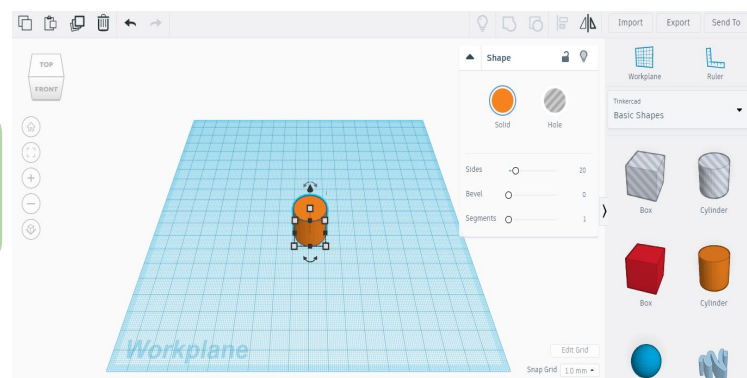 Import Export Send To
TOP
FRONT
Shape
Solid Hole
Sides 20
Bevel 0
Segments 1
Workplane Ruler
Tinkercad
Basic Shapes
Box Cylinder
Box Cylinder
Workplane
Edit Grid
Snap Grid 1.0 mm